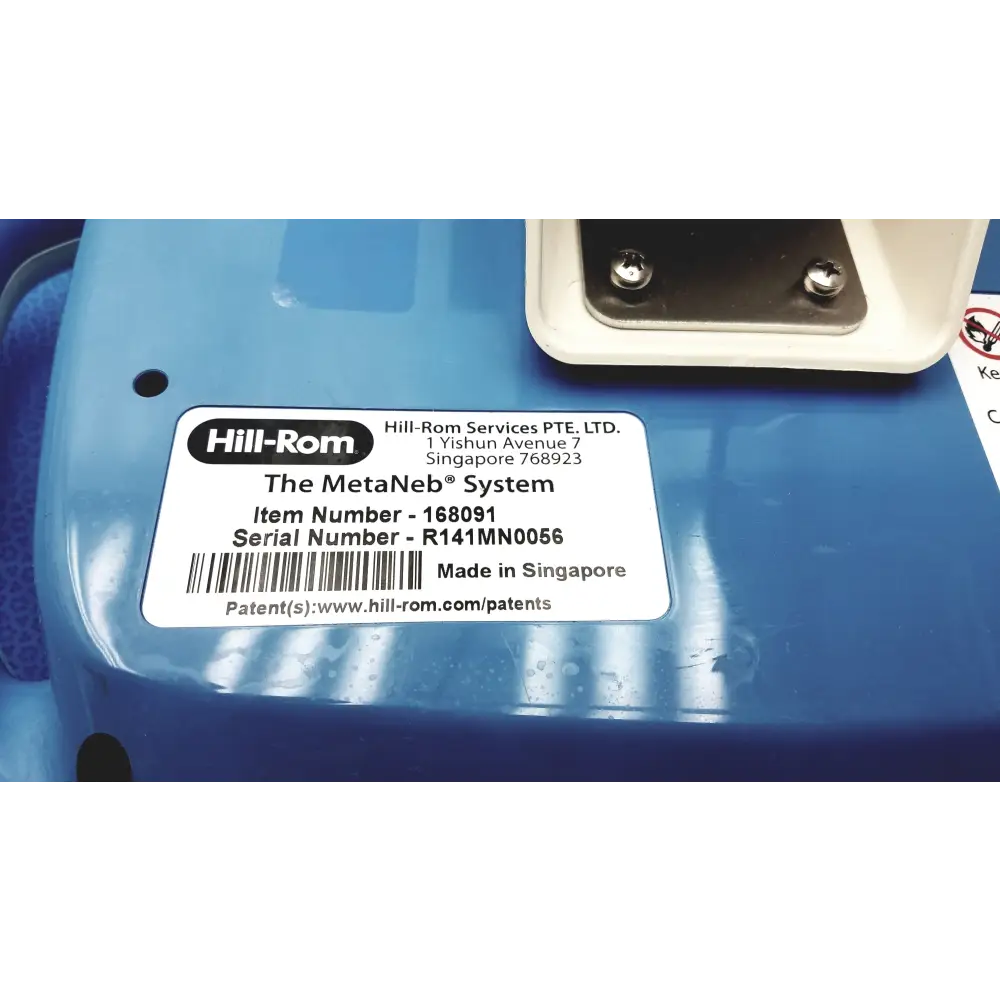 Hill-Rom
Hill-Rom Services PTE. LTD.
1 Yishun Avenue 7
Singapore 768923
The MetaNeb® System
Item Number - 168091
Serial Number - R141MN0056
Made in Singapore
Patent(s):www.hill-rom.com/patents